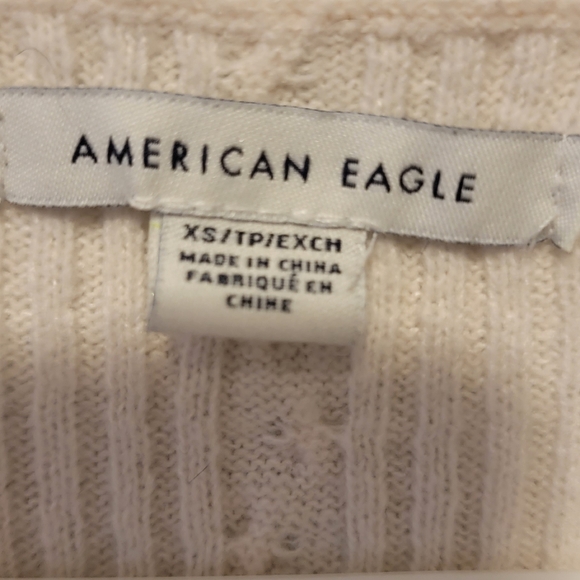 AMERICAN EAGLE
XS/TP/EXCH
MADE IN CHINA
FABRIQUÉ EN
CHINE